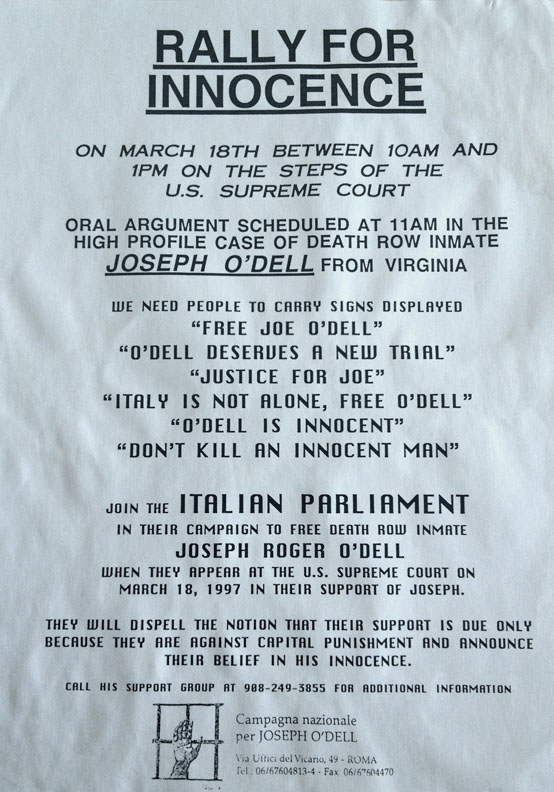 RALLY FOR
INNOCENCE
ON MARCH 18TH BETWEEN 10AM AND
1PM ON THE STEPS OF THE
U.S. SUPREME COURT
ORAL ARGUMENT SCHEDULED AT 11AM IN THE
HIGH PROFILE CASE OF DEATH ROW INMATE
JOSEPH O'DELL FROM VIRGINIA
WE NEED PEOPLE TO CARRY SIGNS DISPLAYED
"FREE JOE O'DELL"
"O'DELL DESERVES A NEW TRIAL"
"JUSTICE FOR JOE"
"ITALY IS NOT ALONE, FREE O'DELL"
"O'DELL IS INNOCENT"
"DON'T KILL AN INNOCENT MAN"
JOIN THE ITALIAN PARLIAMENT
IN THEIR CAMPAIGN TO FREE DEATH ROW INMATE
JOSEPH ROGER O'DELL
WHEN THEY APPEAR AT THE U.S. SUPREME COURT ON
MARCH 18, 1997 IN THEIR SUPPORT OF JOSEPH.
THEY WILL DISPELL THE NOTION THAT THEIR SUPPORT IS DUE ONLY
BECAUSE THEY ARE AGAINST CAPITAL PUNISHMENT AND ANNOUNCE
THEIR BELIEF IN HIS INNOCENCE.
CALL HIS SUPPORT GROUP AT 908-249-3855 FOR ADDITIONAL INFORMATION
Campagna nazionale
per JOSEPH O'DELL
Via Uffici del Vicario, 49 - ROMA
Tel.: 06/67604813-4 - Fax 06/67604470